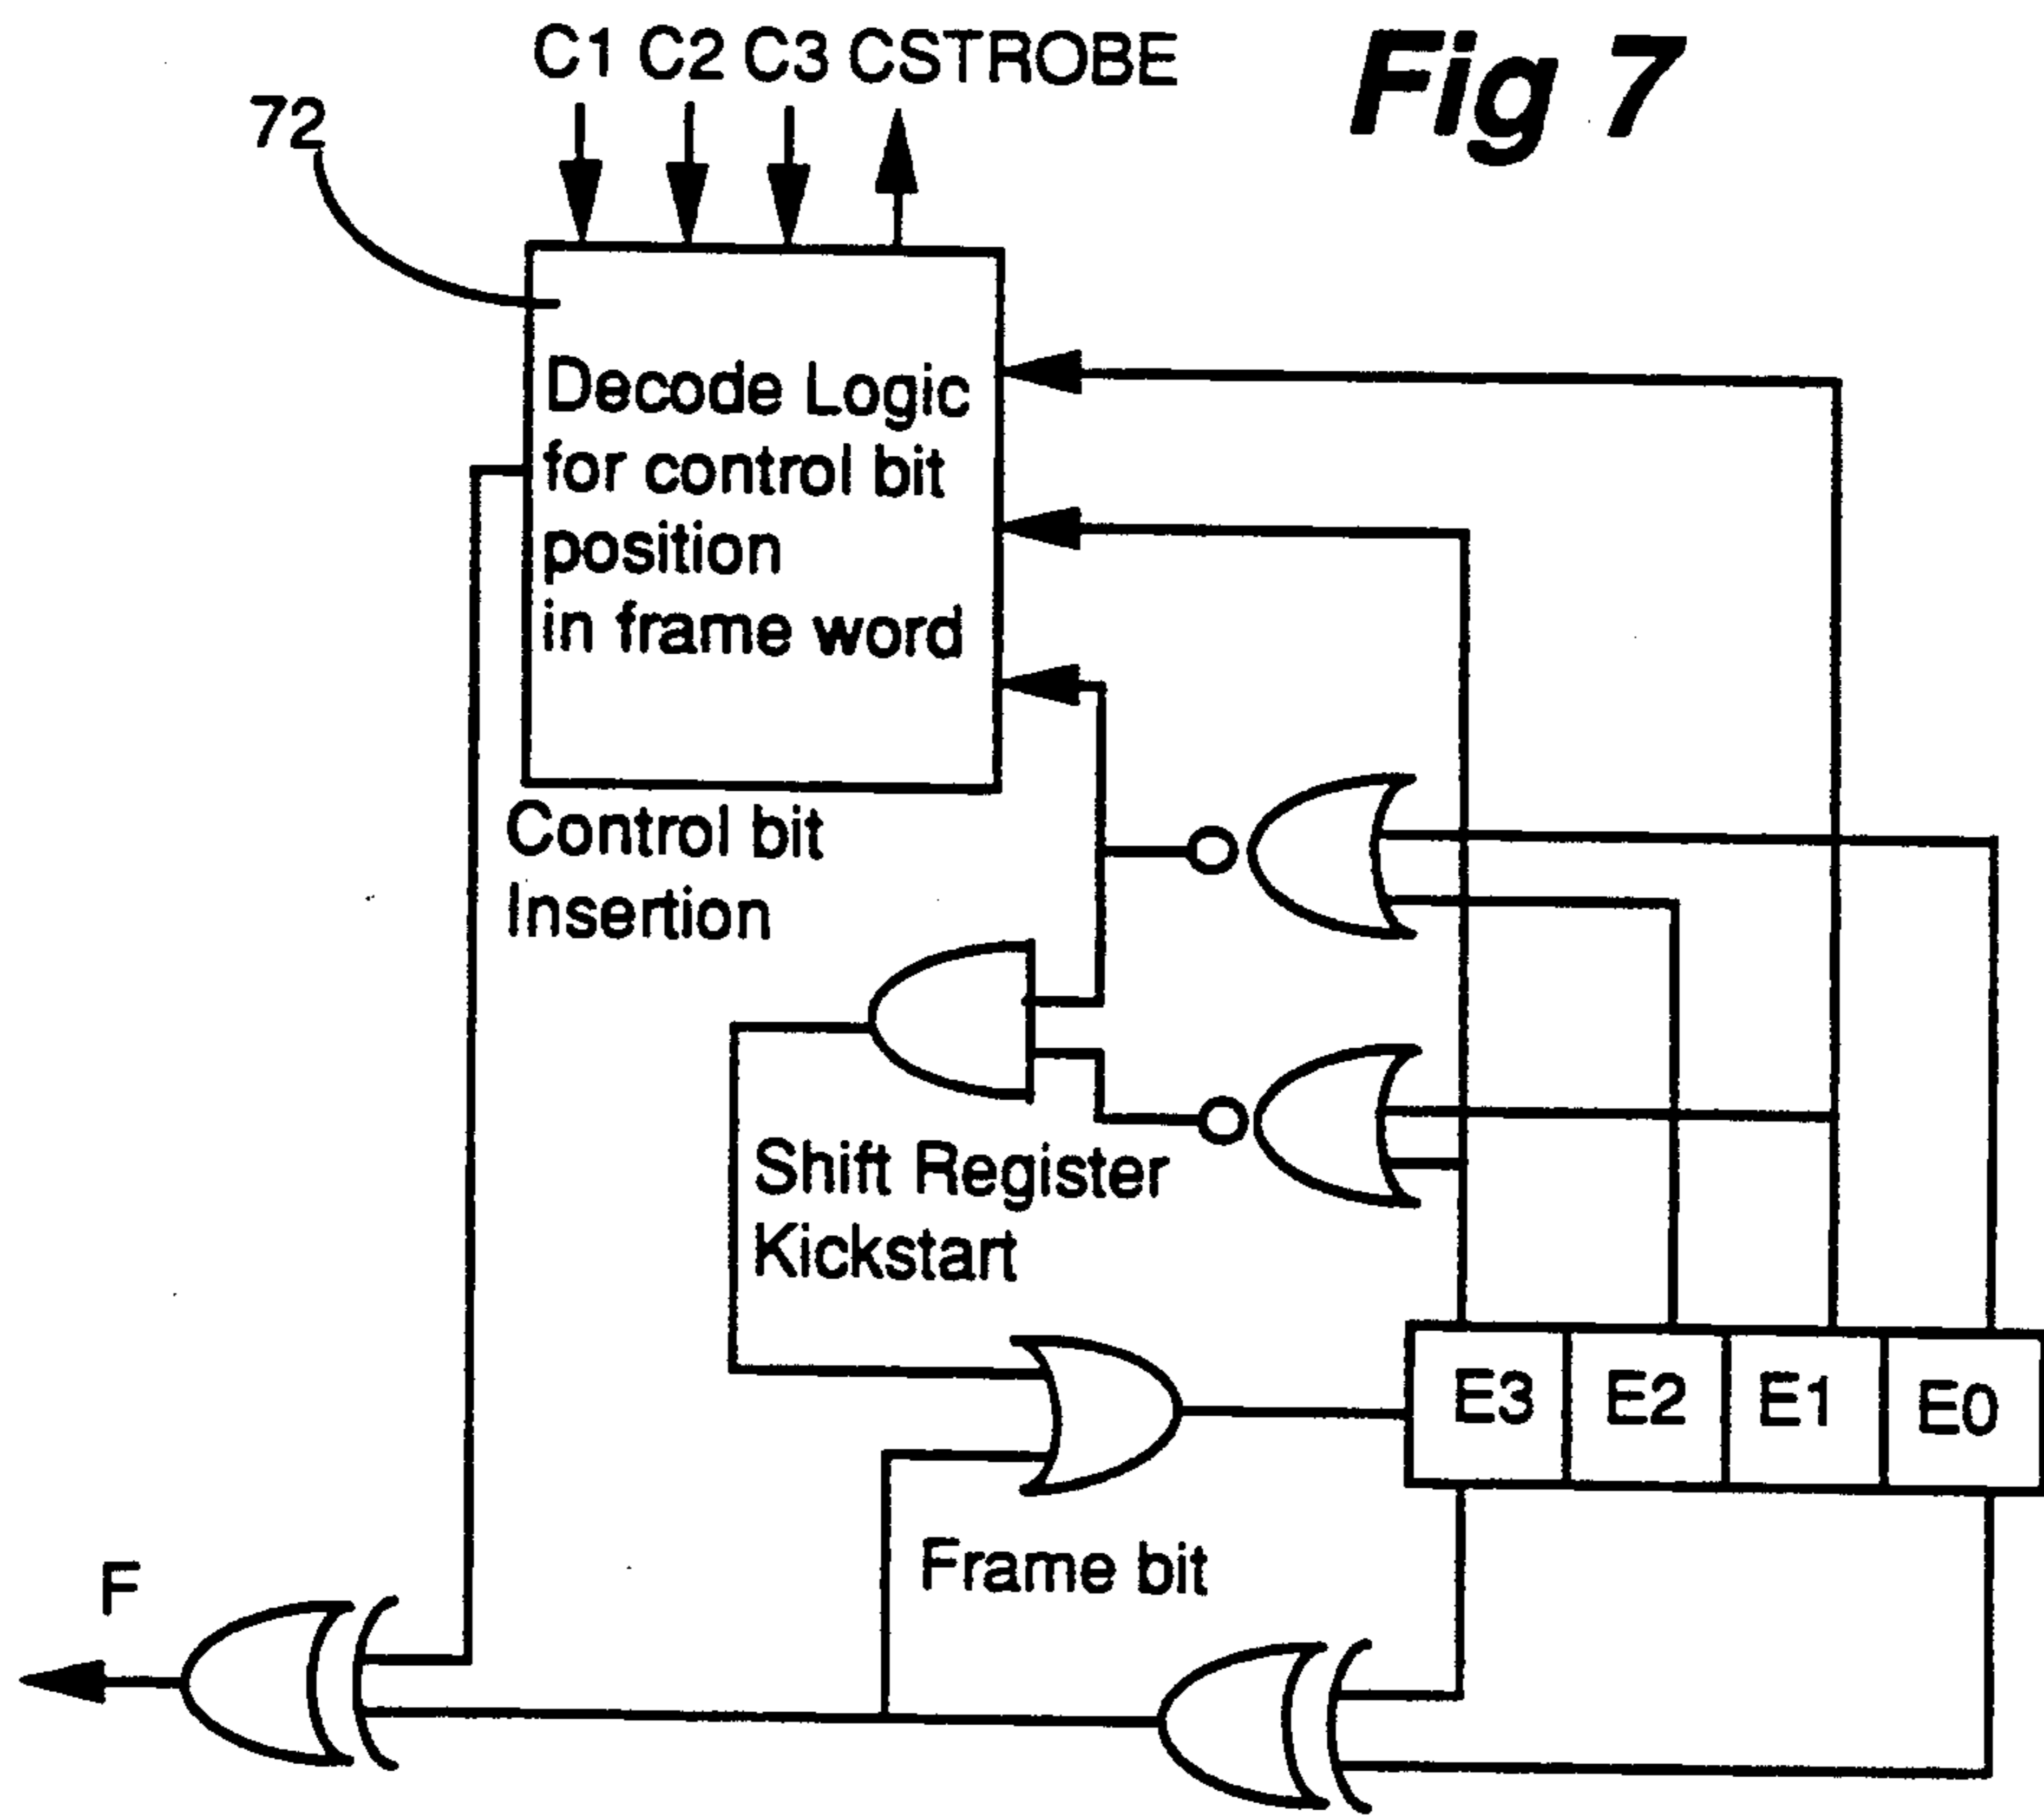 C1 C2 C3 CSTROBE
Fig 7
72
Decode Logic
for control bit
position
in frame word
Control bit
Insertion
Shift Register
Kickstart
E3 E2 E1 E0
Frame bit
F